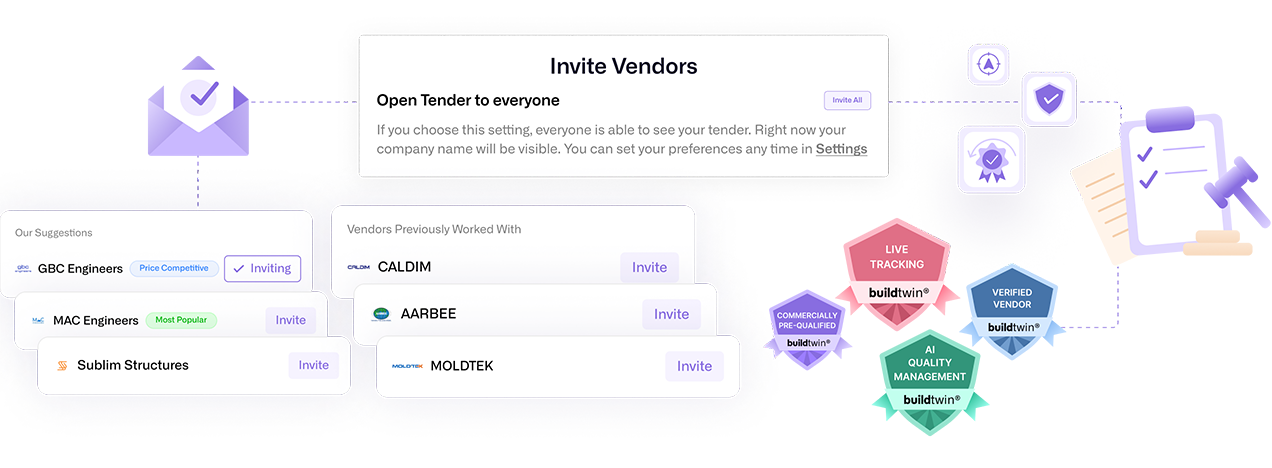 Invite Vendors
Open Tender to everyone
Invite All
If you choose this setting, everyone is able to see your tender. Right now your
company name will be visible. You can set your preferences any time in Settings
Our Suggestions
GBC Engineers
Price Competitive
Inviting
MAC Engineers
Most Popular
Invite
Sublim Structures
Invite
Vendors Previously Worked With
CALDIM
CALDIM
Invite
AARBEE
Invite
MOLDTEK
MOLDTEK
Invite
LIVE
TRACKING
buildtwin®
COMMERCIALLY
PRE-QUALIFIED
buildtwin®
VERIFIED
VENDOR
buildtwin®
AI
QUALITY
MANAGEMENT
buildtwin®